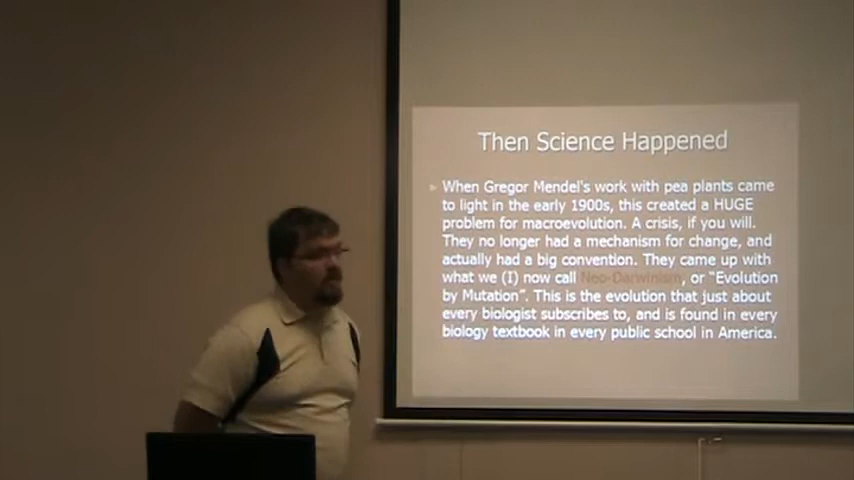 Then Science Happened
When Gregor Mendel's work with pea plants came
to light in the early 1900s, this created a HUGE
problem for macroevolution. A crisis, if you will.
They no longer had a mechanism for change, and
actually had a big convention. They came up with
what we (I) now call Neo-Darwinism, or "Evolution
by Mutation". This is the evolution that just about
every biologist subscribes to, and is found in every
biology textbook in every public school in America.